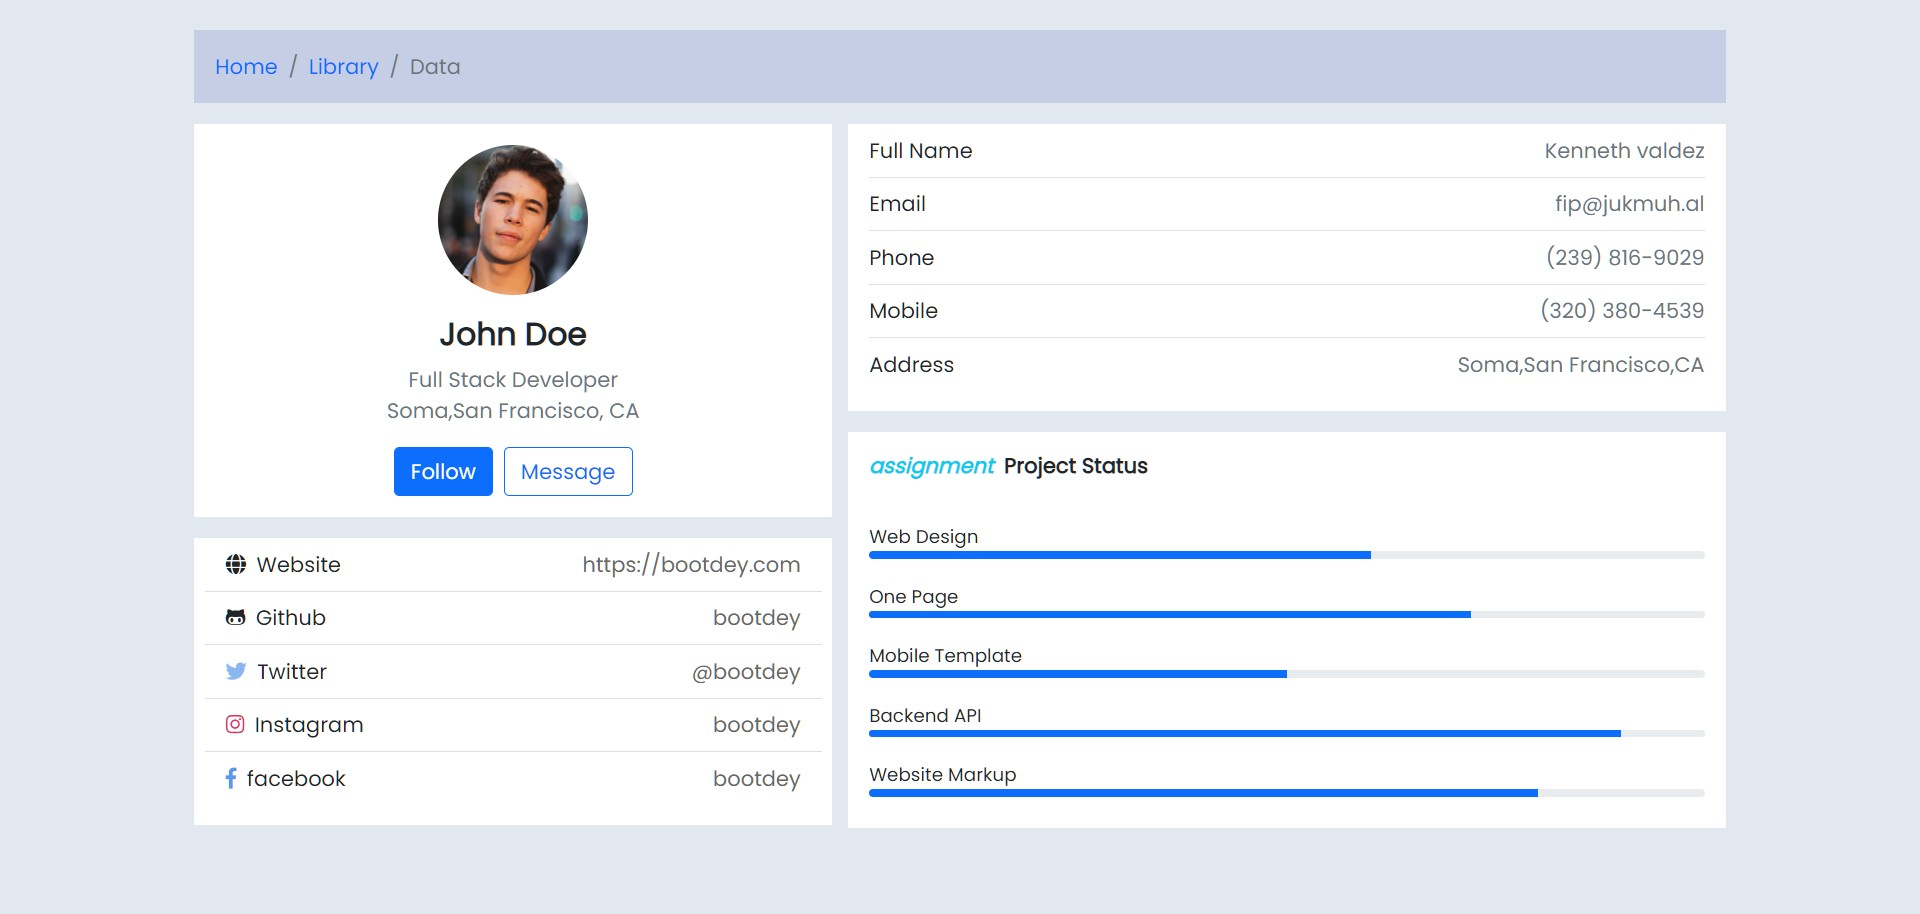 Home / Library / Data
John Doe
Full Stack Developer
Soma,San Francisco, CA
Follow Message
Website https://bootdey.com
Github bootdey
Twitter @bootdey
Instagram bootdey
facebook bootdey
Full Name Kenneth valdez
Email fip@jukmuh.al
Phone (239) 816-9029
Mobile (320) 380-4539
Address Soma,San Francisco,CA
assignment Project Status
Web Design
One Page
Mobile Template
Backend API
Website Markup